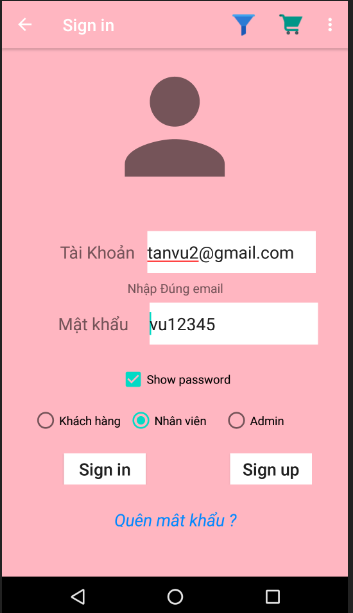 Sign in
Tài Khoản tanvu2@gmail.com
Nhập Đúng email
Mật khẩu vu12345
Show password
Khách hàng Nhân viên Admin
Sign in Sign up
Quên mât khẩu ?